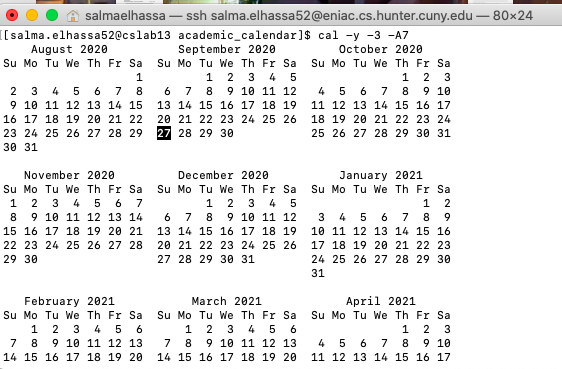 salmaelhassa — ssh salma.elhassa52@eniac.cs.hunter.cuny.edu — 80×24
[[salma.elhassa52@cslab13 academic_calendar]$ cal -y -3 -A7
    August 2020          September 2020         October 2020
Su Mo Tu We Th Fr Sa   Su Mo Tu We Th Fr Sa   Su Mo Tu We Th Fr Sa
                   1          1  2  3  4  5                1  2  3
 2  3  4  5  6  7  8    6  7  8  9 10 11 12    4  5  6  7  8  9 10
 9 10 11 12 13 14 15   13 14 15 16 17 18 19   11 12 13 14 15 16 17
16 17 18 19 20 21 22   20 21 22 23 24 25 26   18 19 20 21 22 23 24
23 24 25 26 27 28 29   27 28 29 30            25 26 27 28 29 30 31
30 31
   November 2020          December 2020           January 2021
Su Mo Tu We Th Fr Sa   Su Mo Tu We Th Fr Sa   Su Mo Tu We Th Fr Sa
 1  2  3  4  5  6  7          1  2  3  4  5                   1  2
 8  9 10 11 12 13 14    6  7  8  9 10 11 12    3  4  5  6  7  8  9
15 16 17 18 19 20 21   13 14 15 16 17 18 19   10 11 12 13 14 15 16
22 23 24 25 26 27 28   20 21 22 23 24 25 26   17 18 19 20 21 22 23
29 30                  27 28 29 30 31         24 25 26 27 28 29 30
                                              31
   February 2021            March 2021             April 2021
Su Mo Tu We Th Fr Sa   Su Mo Tu We Th Fr Sa   Su Mo Tu We Th Fr Sa
    1  2  3  4  5  6       1  2  3  4  5  6                1  2  3
 7  8  9 10 11 12 13    7  8  9 10 11 12 13    4  5  6  7  8  9 10
14 15 16 17 18 19 20   14 15 16 17 18 19 20   11 12 13 14 15 16 17